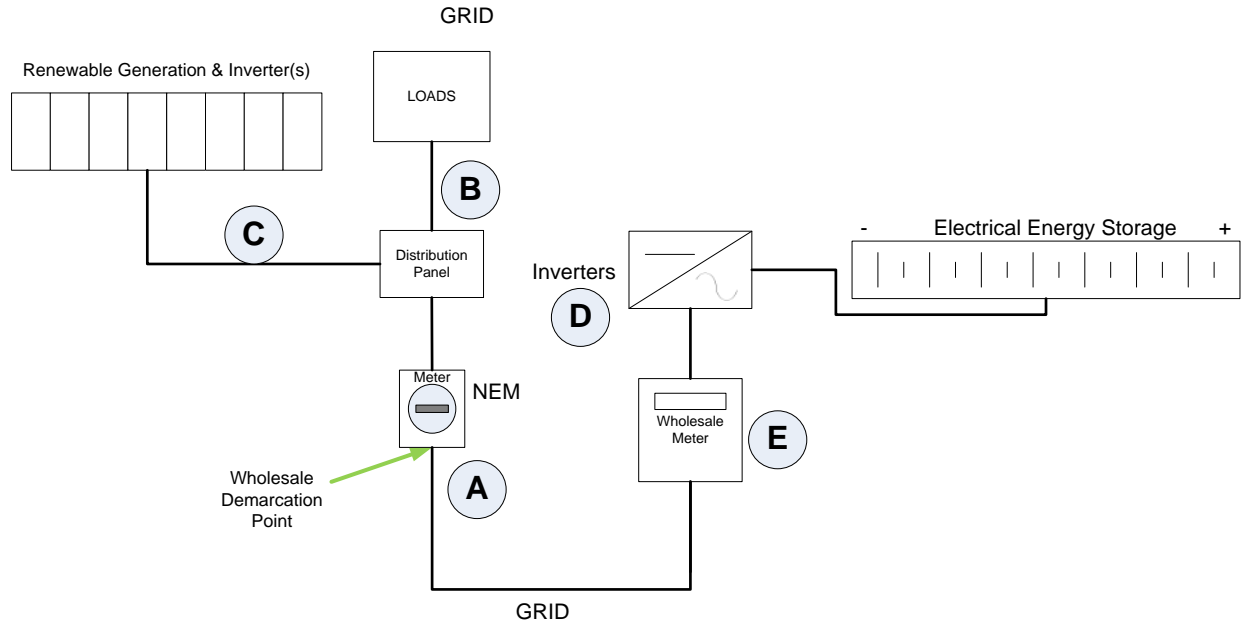 GRID
Renewable Generation & Inverter(s)
LOADS
B
C
Distribution
Panel
- Electrical Energy Storage +
Inverters
D
Meter
NEM
Wholesale
Meter
E
Wholesale
Demarcation
Point
A
GRID